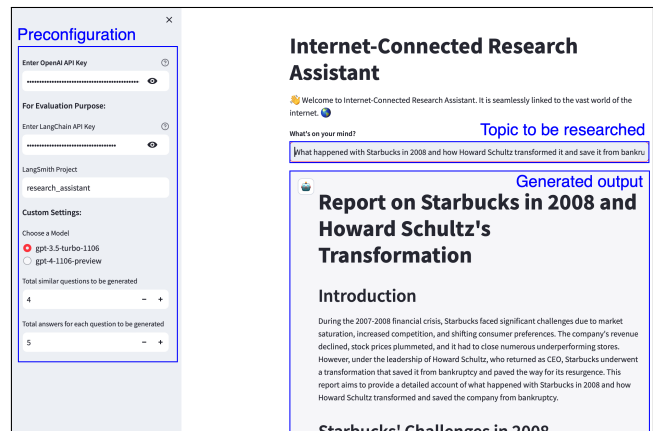 ×
Preconfiguration
Enter OpenAI API Key
For Evaluation Purpose:
Enter LangChain API Key
LangSmith Project
research_assistant
Custom Settings:
Choose a Model
gpt-3.5-turbo-1106
gpt-4-1106-preview
Total similar questions to be generated
4 − +
Total answers for each question to be generated
5 − +
Internet-Connected Research
Assistant
👋 Welcome to Internet-Connected Research Assistant. It is seamlessly linked to the vast world of the
internet. 🌎
What's on your mind?
Topic to be researched
What happened with Starbucks in 2008 and how Howard Schultz transformed it and save it from bankru
Generated output
Report on Starbucks in 2008 and
Howard Schultz's
Transformation
Introduction
During the 2007-2008 financial crisis, Starbucks faced significant challenges due to market
saturation, increased competition, and shifting consumer preferences. The company's revenue
declined, stock prices plummeted, and it had to close numerous underperforming stores.
However, under the leadership of Howard Schultz, who returned as CEO, Starbucks underwent
a transformation that saved it from bankruptcy and paved the way for its resurgence. This
report aims to provide a detailed account of what happened with Starbucks in 2008 and how
Howard Schultz transformed and saved the company from bankruptcy.
Starbucks' Challenges in 2008